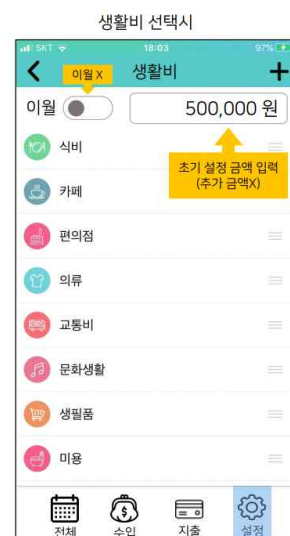 생활비 선택시
SKT 18:03 97%
이월 X
생활비
이월
500,000 원
초기 설정 금액 입력
(추가 금액X)
식비
카페
편의점
의류
교통비
문화생활
생필품
미용
전체 수입 지출 설정